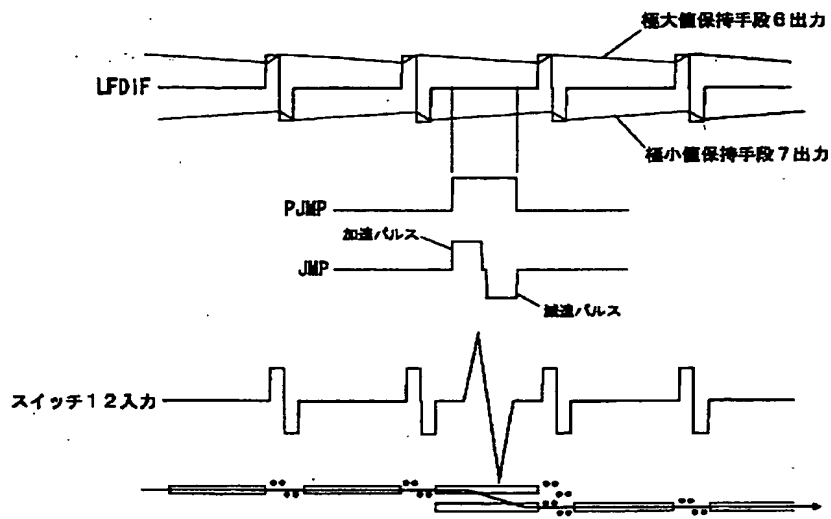 極大値保持手段6出力
LFDIF
極小値保持手段7出力
PJMP
加速パルス
JMP
減速パルス
スイッチ12入力